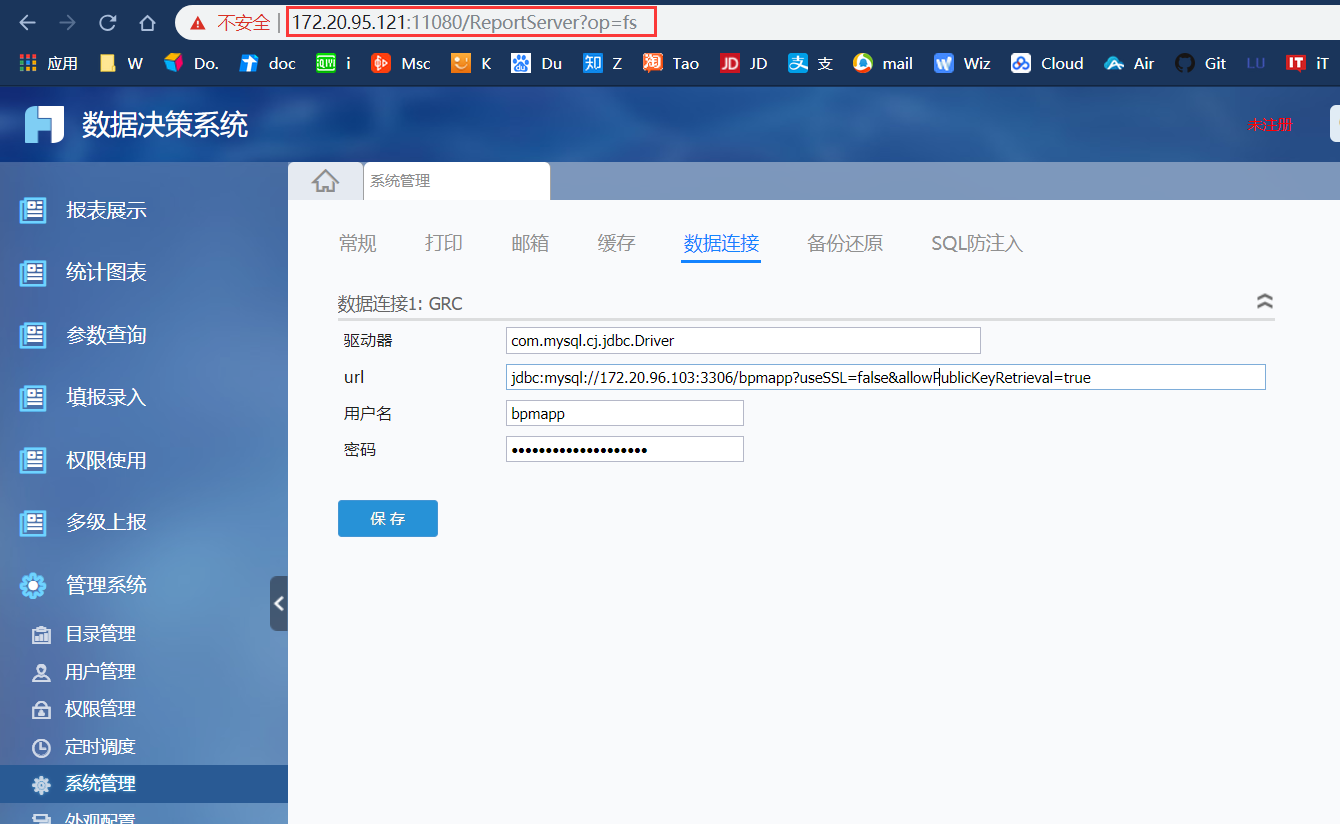 不安全 172.20.95.121:11080/ReportServer?op=fs
应用 W Do. doc i Msc K Du Z Tao JD 支 mail Wiz Cloud Air Git LU iT
数据决策系统
未注册
系统管理
报表展示
统计图表
参数查询
填报录入
权限使用
多级上报
管理系统
目录管理
用户管理
权限管理
定时调度
系统管理
外观配置
常规 打印 邮箱 缓存 数据连接 备份还原 SQL防注入
数据连接1: GRC
驱动器 com.mysql.cj.jdbc.Driver
url jdbc:mysql://172.20.96.103:3306/bpmapp?useSSL=false&allowPublicKeyRetrieval=true
用户名 bpmapp
密码 ••••••••••••••••••••
保存